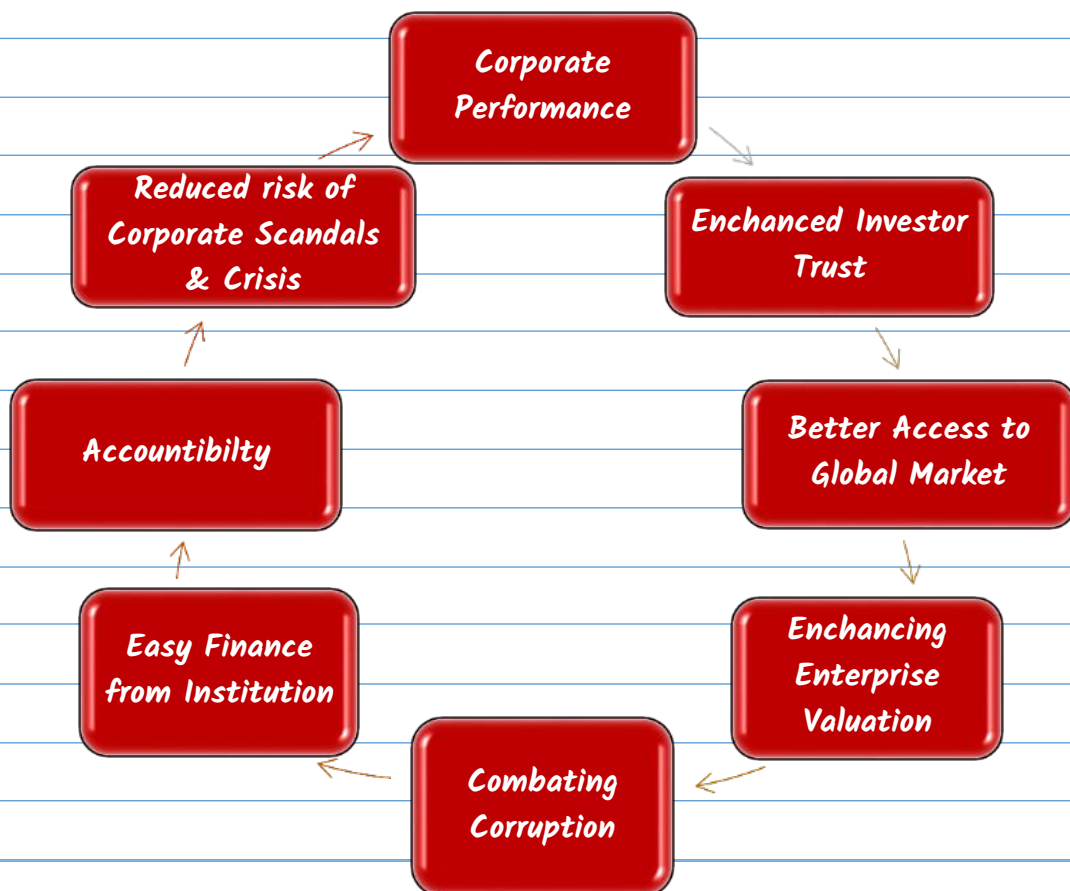 Corporate
Performance
Enchanced Investor
Trust
Better Access to
Global Market
Enchancing
Enterprise
Valuation
Combating
Corruption
Easy Finance
from Institution
Accountibilty
Reduced risk of
Corporate Scandals
& Crisis